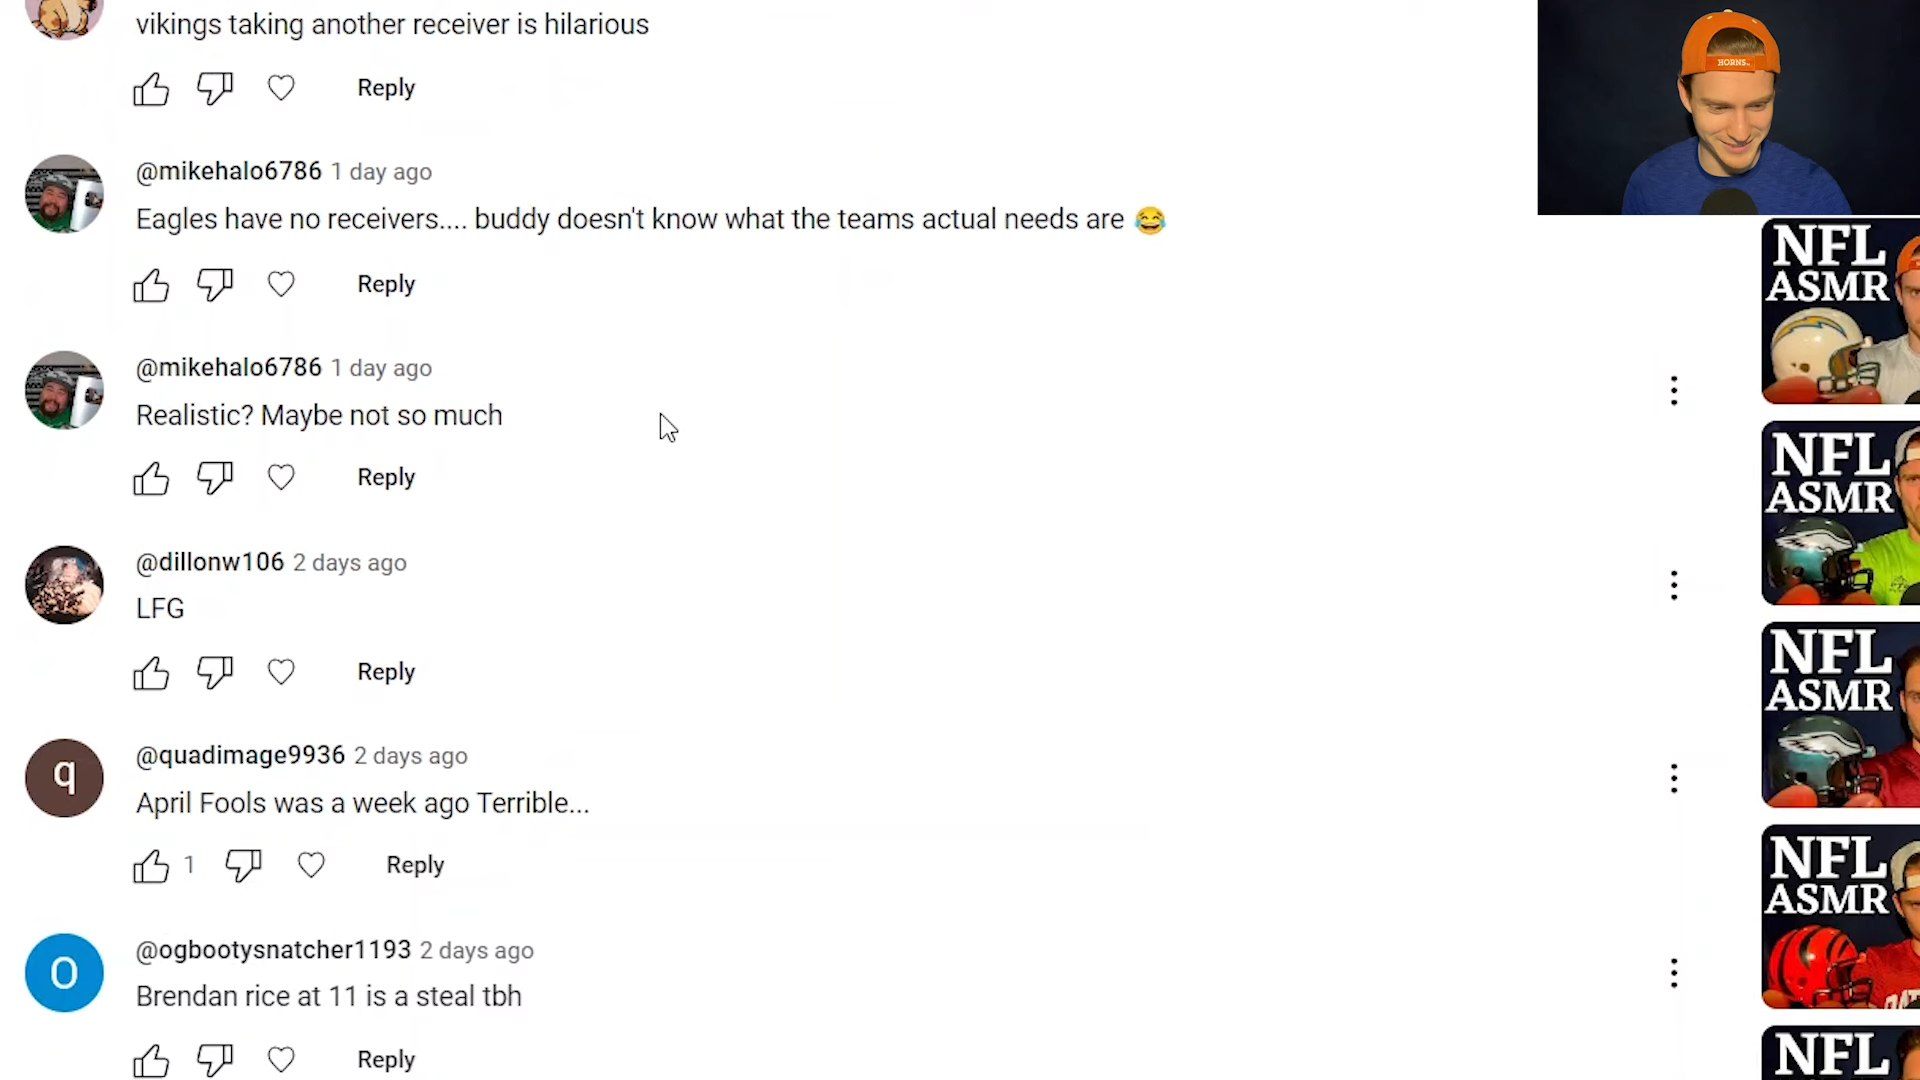 vikings taking another receiver is hilarious
Reply
HORNS
@mikehalo6786 1 day ago
Eagles have no receivers.... buddy doesn't know what the teams actual needs are 😂
Reply
@mikehalo6786 1 day ago
Realistic? Maybe not so much
Reply
@dillonw106 2 days ago
LFG
Reply
q
@quadimage9936 2 days ago
April Fools was a week ago Terrible...
1 Reply
O
@ogbootysnatcher1193 2 days ago
Brendan rice at 11 is a steal tbh
Reply
NFL
ASMR
NFL
ASMR
NFL
ASMR
NFL
ASMR
NFL